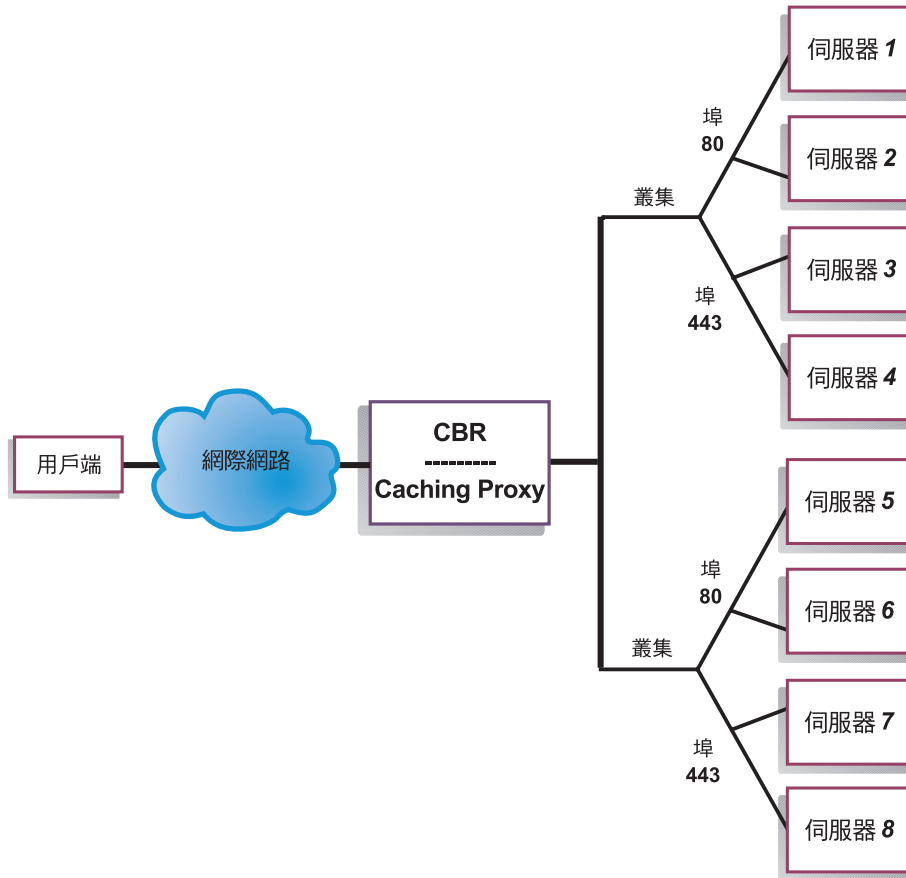 伺服器 1
埠
80
伺服器 2
叢集
伺服器 3
埠
443
伺服器 4
用戶端
網際網路
CBR
---------
Caching Proxy
伺服器 5
埠
80
伺服器 6
叢集
伺服器 7
埠
443
伺服器 8